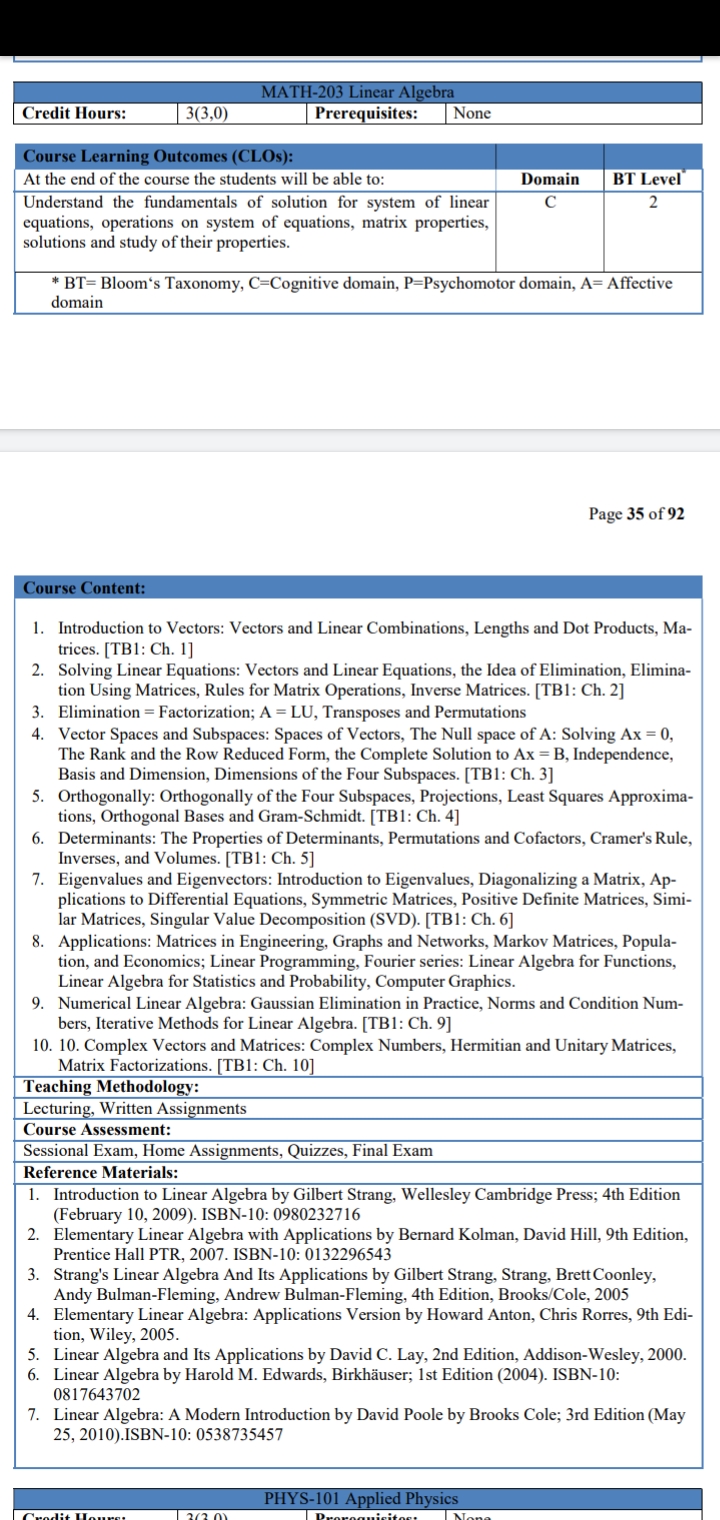 MATH-203 Linear Algebra
Credit Hours: 3(3,0) Prerequisites: None
Course Learning Outcomes (CLOs):
At the end of the course the students will be able to: Domain BT Level*
Understand the fundamentals of solution for system of linear C 2
equations, operations on system of equations, matrix properties,
solutions and study of their properties.
* BT= Bloom‘s Taxonomy, C=Cognitive domain, P=Psychomotor domain, A= Affective
domain
Page 35 of 92
Course Content:
1. Introduction to Vectors: Vectors and Linear Combinations, Lengths and Dot Products, Ma-
trices. [TB1: Ch. 1]
2. Solving Linear Equations: Vectors and Linear Equations, the Idea of Elimination, Elimina-
tion Using Matrices, Rules for Matrix Operations, Inverse Matrices. [TB1: Ch. 2]
3. Elimination = Factorization; A = LU, Transposes and Permutations
4. Vector Spaces and Subspaces: Spaces of Vectors, The Null space of A: Solving Ax = 0,
The Rank and the Row Reduced Form, the Complete Solution to Ax = B, Independence,
Basis and Dimension, Dimensions of the Four Subspaces. [TB1: Ch. 3]
5. Orthogonally: Orthogonally of the Four Subspaces, Projections, Least Squares Approxima-
tions, Orthogonal Bases and Gram-Schmidt. [TB1: Ch. 4]
6. Determinants: The Properties of Determinants, Permutations and Cofactors, Cramer's Rule,
Inverses, and Volumes. [TB1: Ch. 5]
7. Eigenvalues and Eigenvectors: Introduction to Eigenvalues, Diagonalizing a Matrix, Ap-
plications to Differential Equations, Symmetric Matrices, Positive Definite Matrices, Simi-
lar Matrices, Singular Value Decomposition (SVD). [TB1: Ch. 6]
8. Applications: Matrices in Engineering, Graphs and Networks, Markov Matrices, Popula-
tion, and Economics; Linear Programming, Fourier series: Linear Algebra for Functions,
Linear Algebra for Statistics and Probability, Computer Graphics.
9. Numerical Linear Algebra: Gaussian Elimination in Practice, Norms and Condition Num-
bers, Iterative Methods for Linear Algebra. [TB1: Ch. 9]
10. 10. Complex Vectors and Matrices: Complex Numbers, Hermitian and Unitary Matrices,
Matrix Factorizations. [TB1: Ch. 10]
Teaching Methodology:
Lecturing, Written Assignments
Course Assessment:
Sessional Exam, Home Assignments, Quizzes, Final Exam
Reference Materials:
1. Introduction to Linear Algebra by Gilbert Strang, Wellesley Cambridge Press; 4th Edition
(February 10, 2009). ISBN-10: 0980232716
2. Elementary Linear Algebra with Applications by Bernard Kolman, David Hill, 9th Edition,
Prentice Hall PTR, 2007. ISBN-10: 0132296543
3. Strang's Linear Algebra And Its Applications by Gilbert Strang, Strang, Brett Coonley,
Andy Bulman-Fleming, Andrew Bulman-Fleming, 4th Edition, Brooks/Cole, 2005
4. Elementary Linear Algebra: Applications Version by Howard Anton, Chris Rorres, 9th Edi-
tion, Wiley, 2005.
5. Linear Algebra and Its Applications by David C. Lay, 2nd Edition, Addison-Wesley, 2000.
6. Linear Algebra by Harold M. Edwards, Birkhäuser; 1st Edition (2004). ISBN-10:
0817643702
7. Linear Algebra: A Modern Introduction by David Poole by Brooks Cole; 3rd Edition (May
25, 2010).ISBN-10: 0538735457
PHYS-101 Applied Physics
Credit Hours: 3(3,0) Prerequisites: None